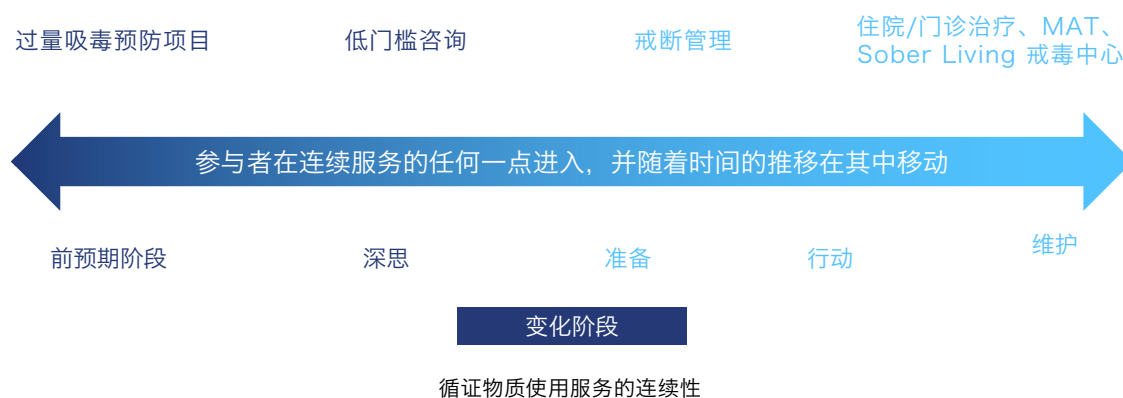 过量吸毒预防项目
低门槛咨询
戒断管理
住院/门诊治疗、MAT、
Sober Living 戒毒中心
参与者在连续服务的任何一点进入，并随着时间的推移在其中移动
前预期阶段
深思
准备
行动
维护
变化阶段
循证物质使用服务的连续性